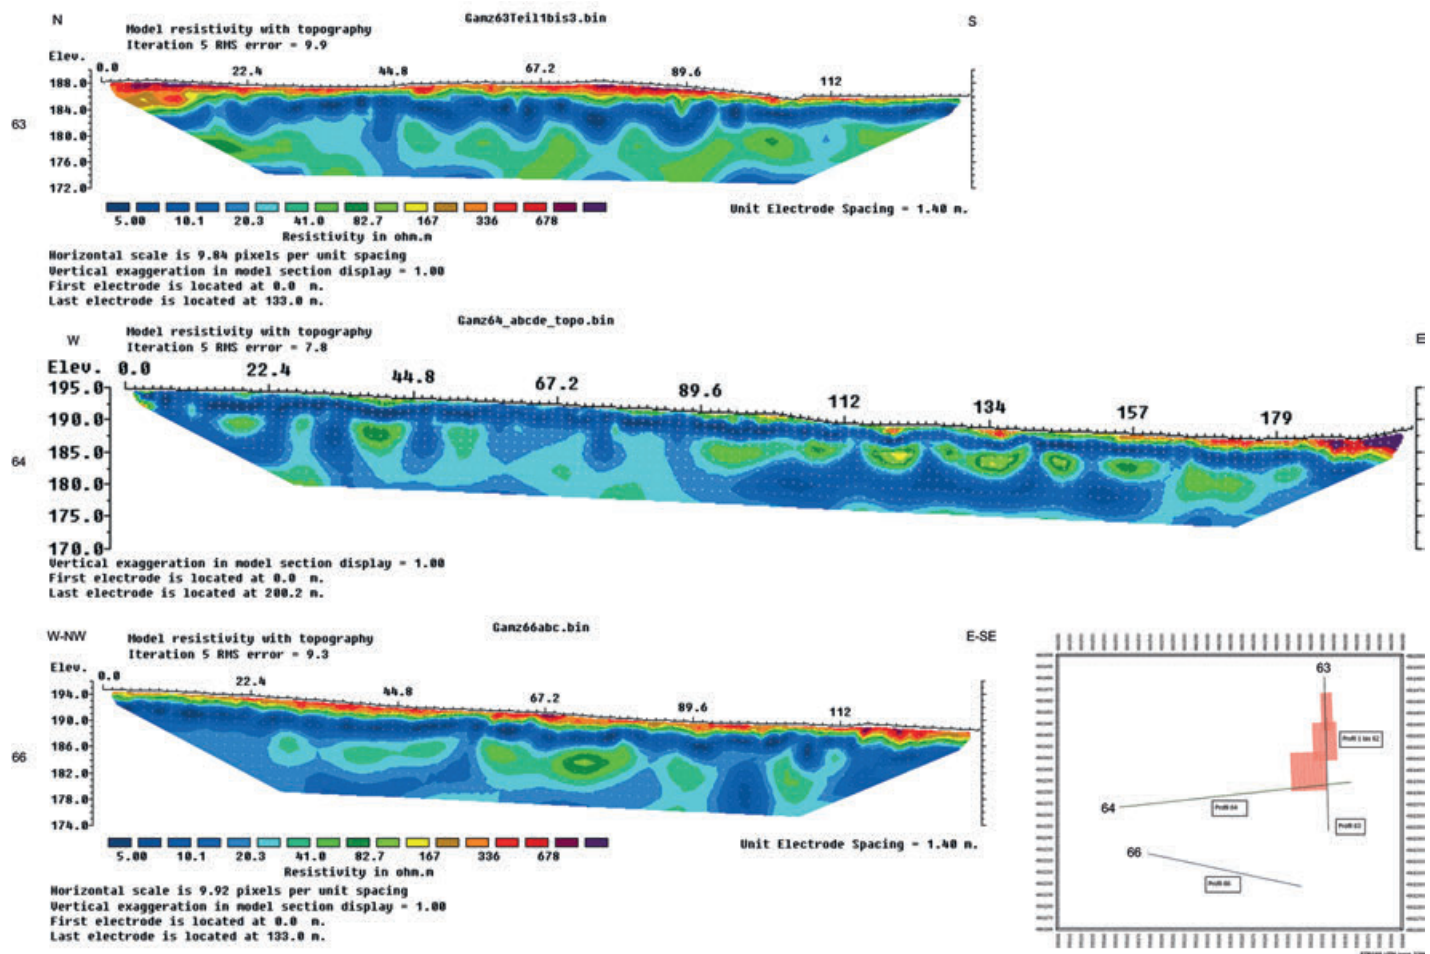 N
Gamz63Teil1bis3.bin
S
Model resistivity with topography
Iteration 5 RMS error = 9.9
Elev.
0.0
22.4
44.8
67.2
89.6
112
188.0
184.0
180.0
176.0
172.0
63
5.00 10.1 20.3 41.0 82.7 167 336 678
Resistivity in ohm.m
Unit Electrode Spacing = 1.40 m.
Horizontal scale is 9.84 pixels per unit spacing
Vertical exaggeration in model section display = 1.00
First electrode is located at 0.0 m.
Last electrode is located at 133.0 m.
W
Gamz64_abcde_topo.bin
E
Model resistivity with topography
Iteration 5 RMS error = 7.8
Elev. 0.0 22.4 44.8 67.2 89.6 112 134 157 179
195.0
190.0
185.0
180.0
175.0
170.0
64
Vertical exaggeration in model section display = 1.00
First electrode is located at 0.0 m.
Last electrode is located at 200.2 m.
W-NW
Gamz66abc.bin
E-SE
Model resistivity with topography
Iteration 5 RMS error = 9.3
Elev.
0.0
22.4
44.8
67.2
89.6
112
194.0
190.0
186.0
182.0
178.0
174.0
66
5.00 10.1 20.3 41.0 82.7 167 336 678
Resistivity in ohm.m
Unit Electrode Spacing = 1.40 m.
Horizontal scale is 9.92 pixels per unit spacing
Vertical exaggeration in model section display = 1.00
First electrode is located at 0.0 m.
Last electrode is located at 133.0 m.
63
Profil 1 bis 62
64
Profil 64
Profil 63
66
Profil 66